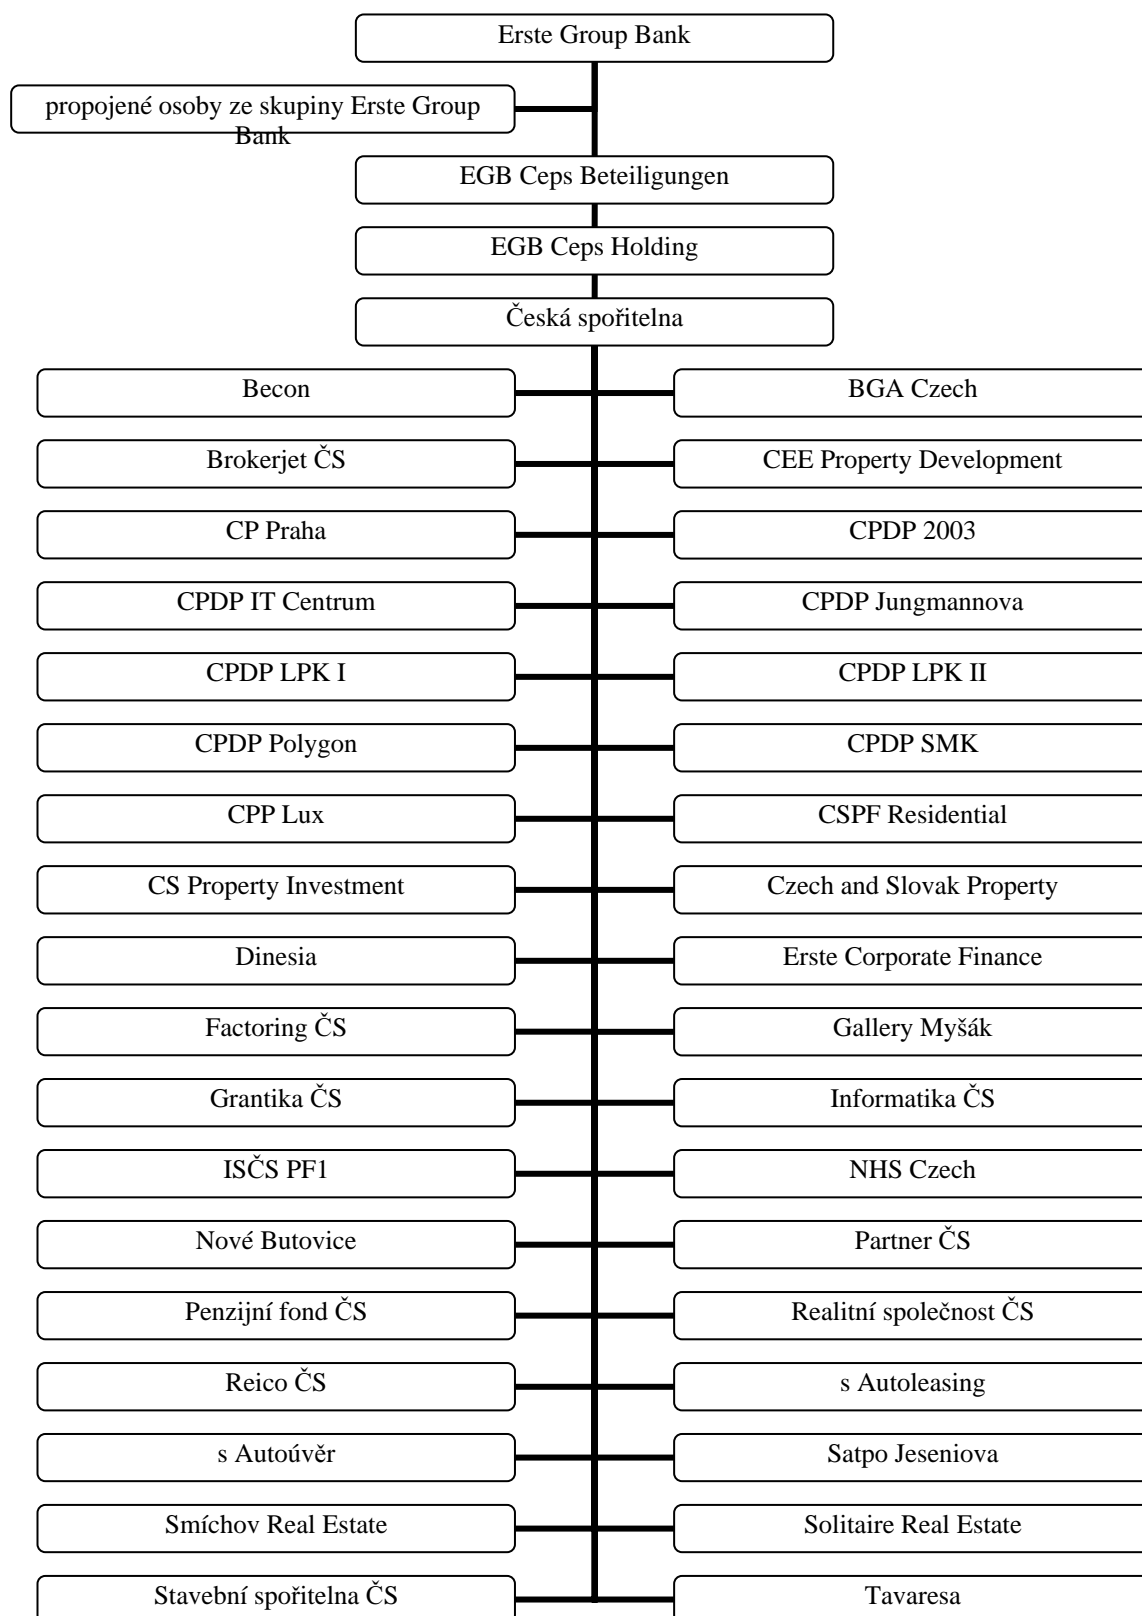 Erste Group Bank
propojené osoby ze skupiny Erste Group
Bank
EGB Ceps Beteiligungen
EGB Ceps Holding
Česká spořitelna
Becon
BGA Czech
Brokerjet ČS
CEE Property Development
CP Praha
CPDP 2003
CPDP IT Centrum
CPDP Jungmannova
CPDP LPK I
CPDP LPK II
CPDP Polygon
CPDP SMK
CPP Lux
CSPF Residential
CS Property Investment
Czech and Slovak Property
Dinesia
Erste Corporate Finance
Factoring ČS
Gallery Myšák
Grantika ČS
Informatika ČS
ISČS PF1
NHS Czech
Nové Butovice
Partner ČS
Penzijní fond ČS
Realitní společnost ČS
Reico ČS
s Autoleasing
s Autoúvěr
Satpo Jeseniova
Smíchov Real Estate
Solitaire Real Estate
Stavební spořitelna ČS
Tavaresa